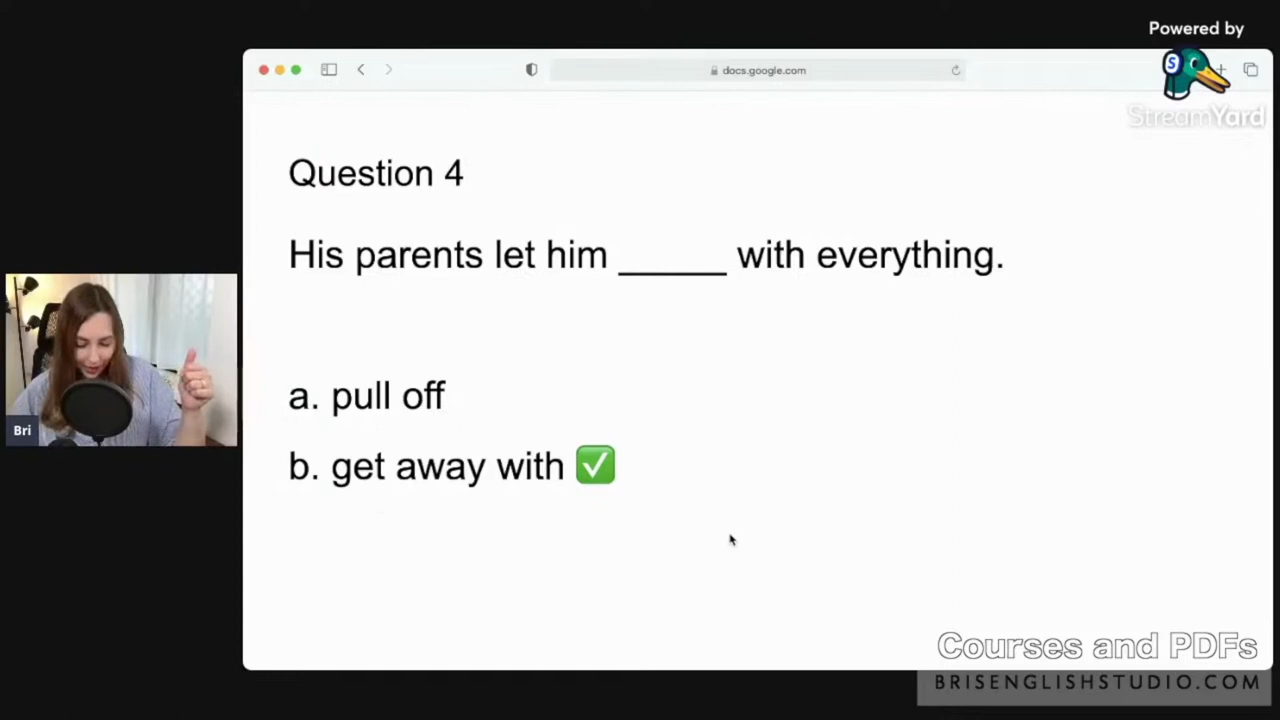 Powered by
S
docs.google.com
StreamYard
Question 4
His parents let him _____ with everything.
a. pull off
b. get away with ✅
Bri
Courses and PDFs
BRISENGLISHSTUDIO.COM